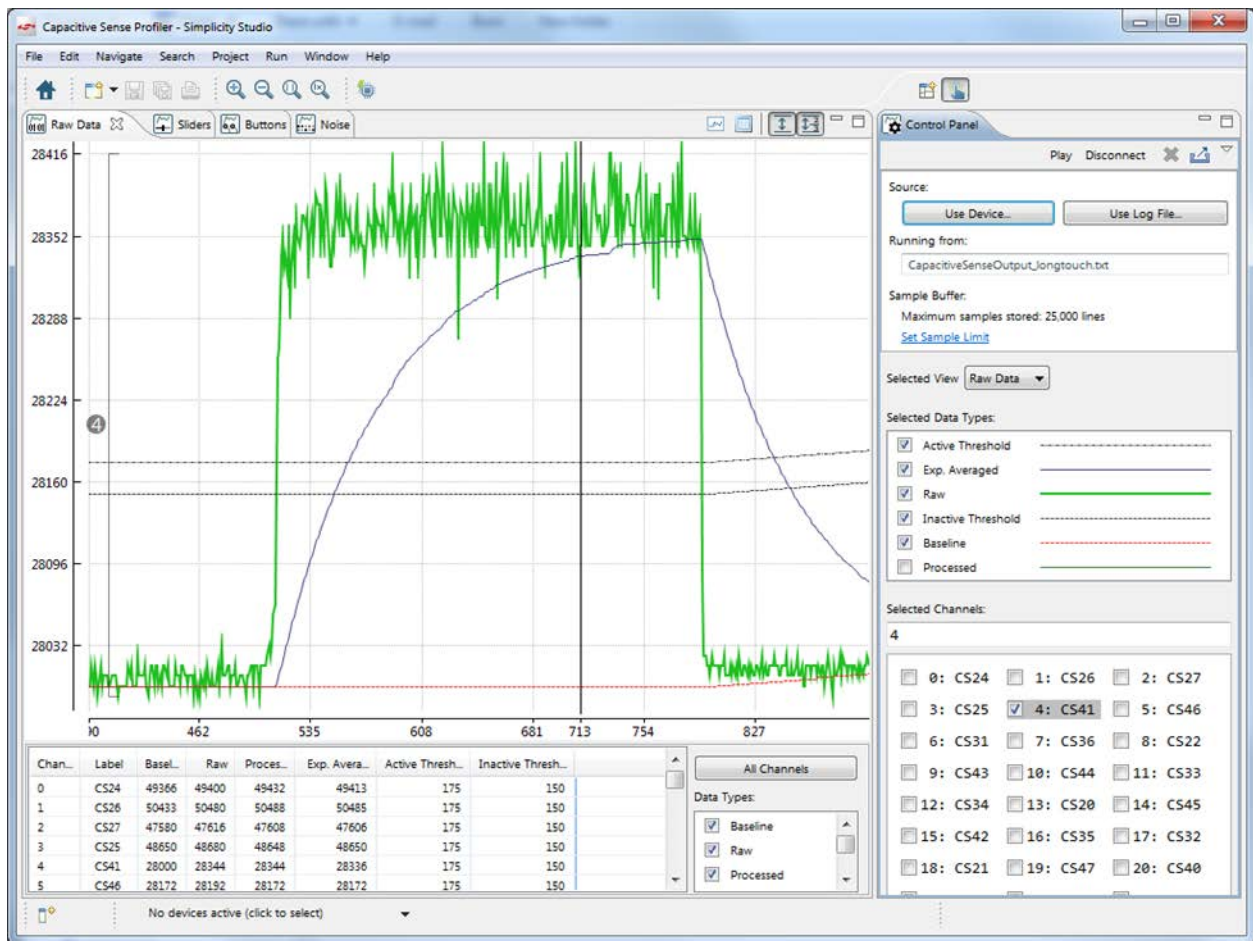 Capacitive Sense Profiler - Simplicity Studio
File Edit Navigate Search Project Run Window Help
Raw Data Sliders Buttons Noise
28416
28352
28288
28224
4
28160
28096
28032
462 535 608 681 713 754 827
Chan... Label Basel... Raw Proces... Exp. Avera... Active Thresh... Inactive Thresh...
0 CS24 49366 49400 49432 49413 175 150
1 CS26 50433 50480 50488 50485 175 150
2 CS27 47580 47616 47608 47606 175 150
3 CS25 48650 48680 48648 48650 175 150
4 CS41 28000 28344 28344 28336 175 150
5 CS46 28172 28192 28172 28172 175 150
All Channels
Data Types:
Baseline
Raw
Processed
Control Panel
Play Disconnect
Source:
Use Device... Use Log File...
Running from:
CapacitiveSenseOutput_longtouch.txt
Sample Buffer:
Maximum samples stored: 25,000 lines
Set Sample Limit
Selected View Raw Data
Selected Data Types:
Active Threshold
Exp. Averaged
Raw
Inactive Threshold
Baseline
Processed
Selected Channels:
4
0: CS24 1: CS26 2: CS27
3: CS25 4: CS41 5: CS46
6: CS31 7: CS36 8: CS22
9: CS43 10: CS44 11: CS33
12: CS34 13: CS20 14: CS45
15: CS42 16: CS35 17: CS32
18: CS21 19: CS47 20: CS40
No devices active (click to select)